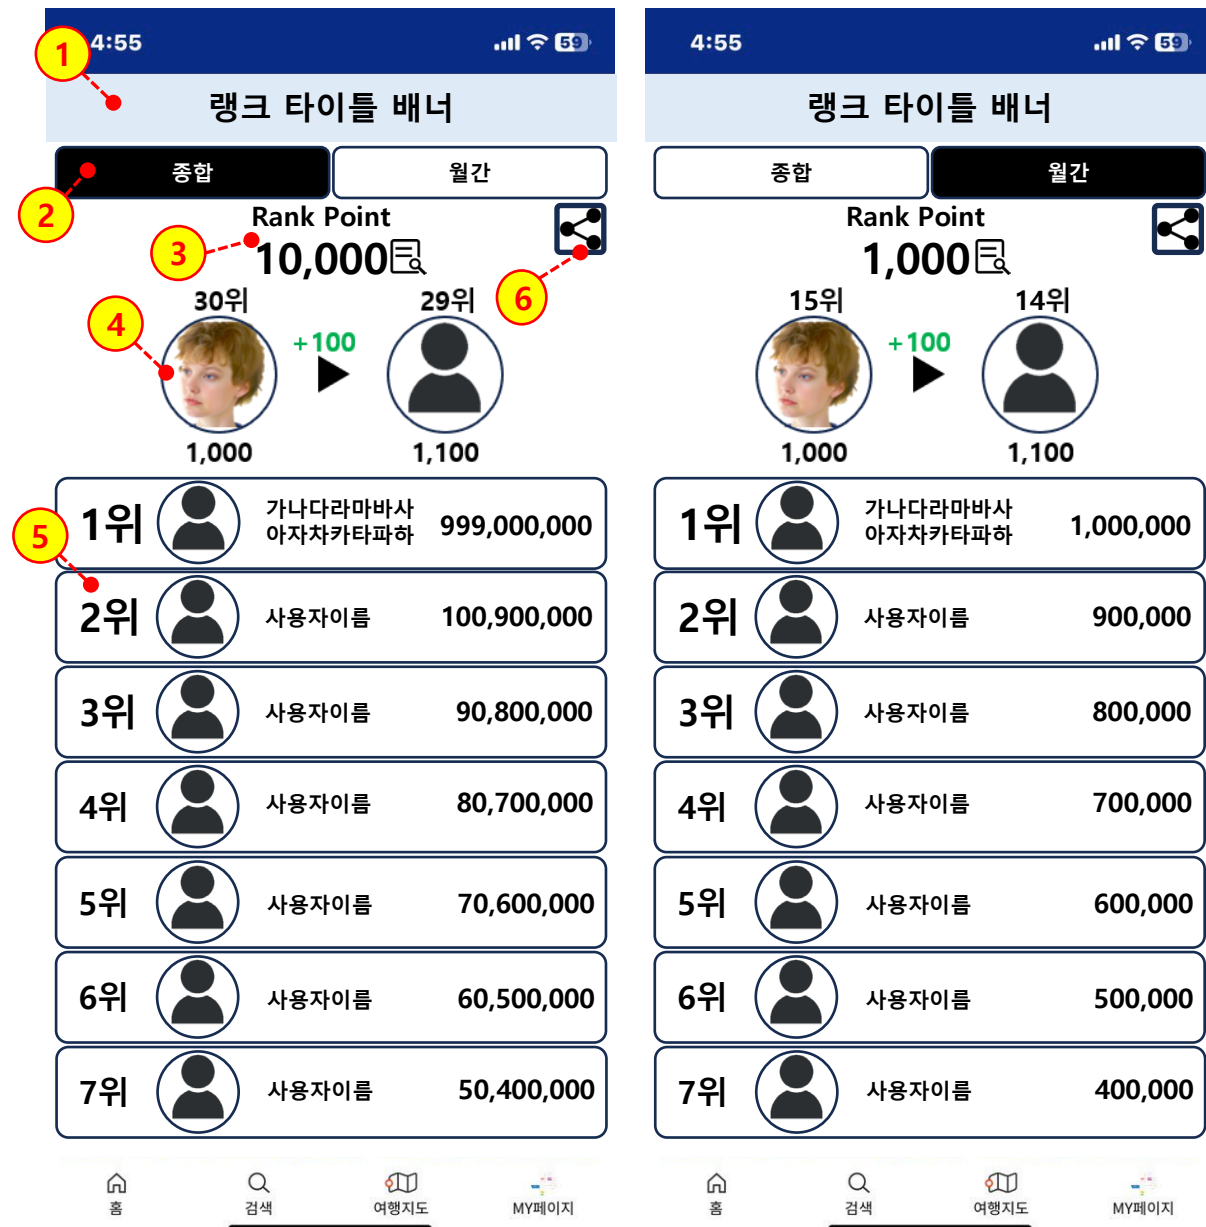 4:55
59
1
랭크 타이틀 배너
종합
월간
2
Rank Point
3
10,000
6
30위
29위
4
+100
1,000
1,100
1위
가나다라마바사
아자차카타파하
999,000,000
5
2위
사용자이름
100,900,000
3위
사용자이름
90,800,000
4위
사용자이름
80,700,000
5위
사용자이름
70,600,000
6위
사용자이름
60,500,000
7위
사용자이름
50,400,000
홈
검색
여행지도
MY페이지
4:55
59
랭크 타이틀 배너
종합
월간
Rank Point
1,000
15위
14위
+100
1,000
1,100
1위
가나다라마바사
아자차카타파하
1,000,000
2위
사용자이름
900,000
3위
사용자이름
800,000
4위
사용자이름
700,000
5위
사용자이름
600,000
6위
사용자이름
500,000
7위
사용자이름
400,000
홈
검색
여행지도
MY페이지